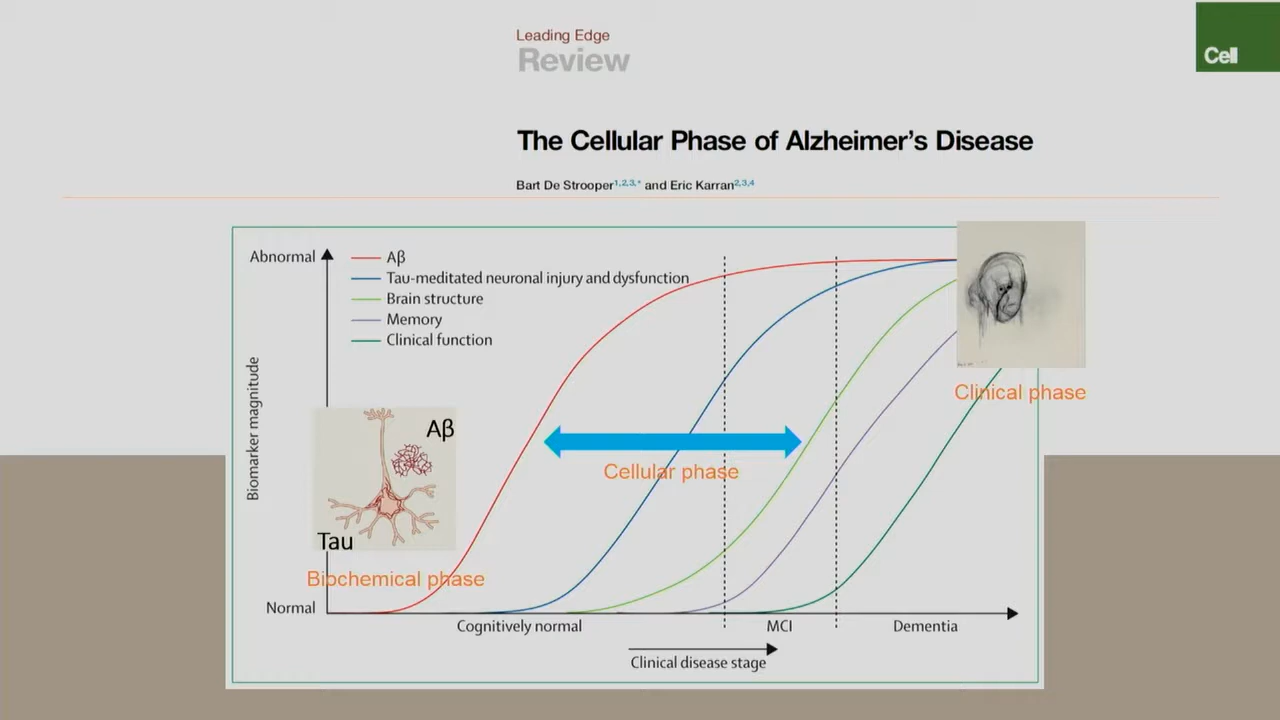 Leading Edge
Review
Cell
The Cellular Phase of Alzheimer's Disease
Bart De Strooper1,2,3,* and Eric Karran2,3,4
Abnormal
Aβ
Tau-meditated neuronal injury and dysfunction
Brain structure
Memory
Clinical function
Biomarker magnitude
Clinical phase
Aβ
Cellular phase
Tau
Biochemical phase
Normal
Cognitively normal
MCI
Dementia
Clinical disease stage